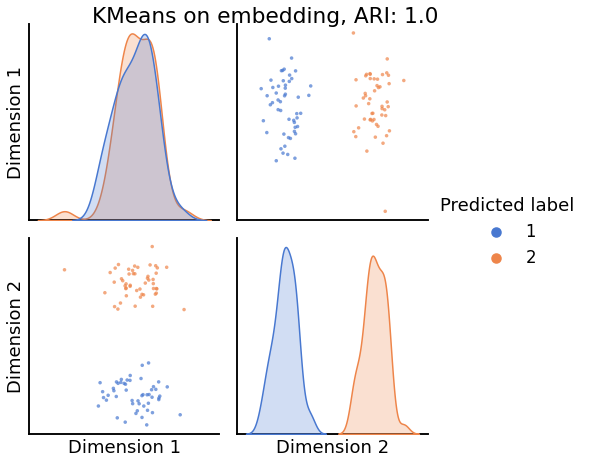 KMeans on embedding, ARI: 1.0
Dimension 1
Predicted label
1
2
Dimension 2
Dimension 1
Dimension 2